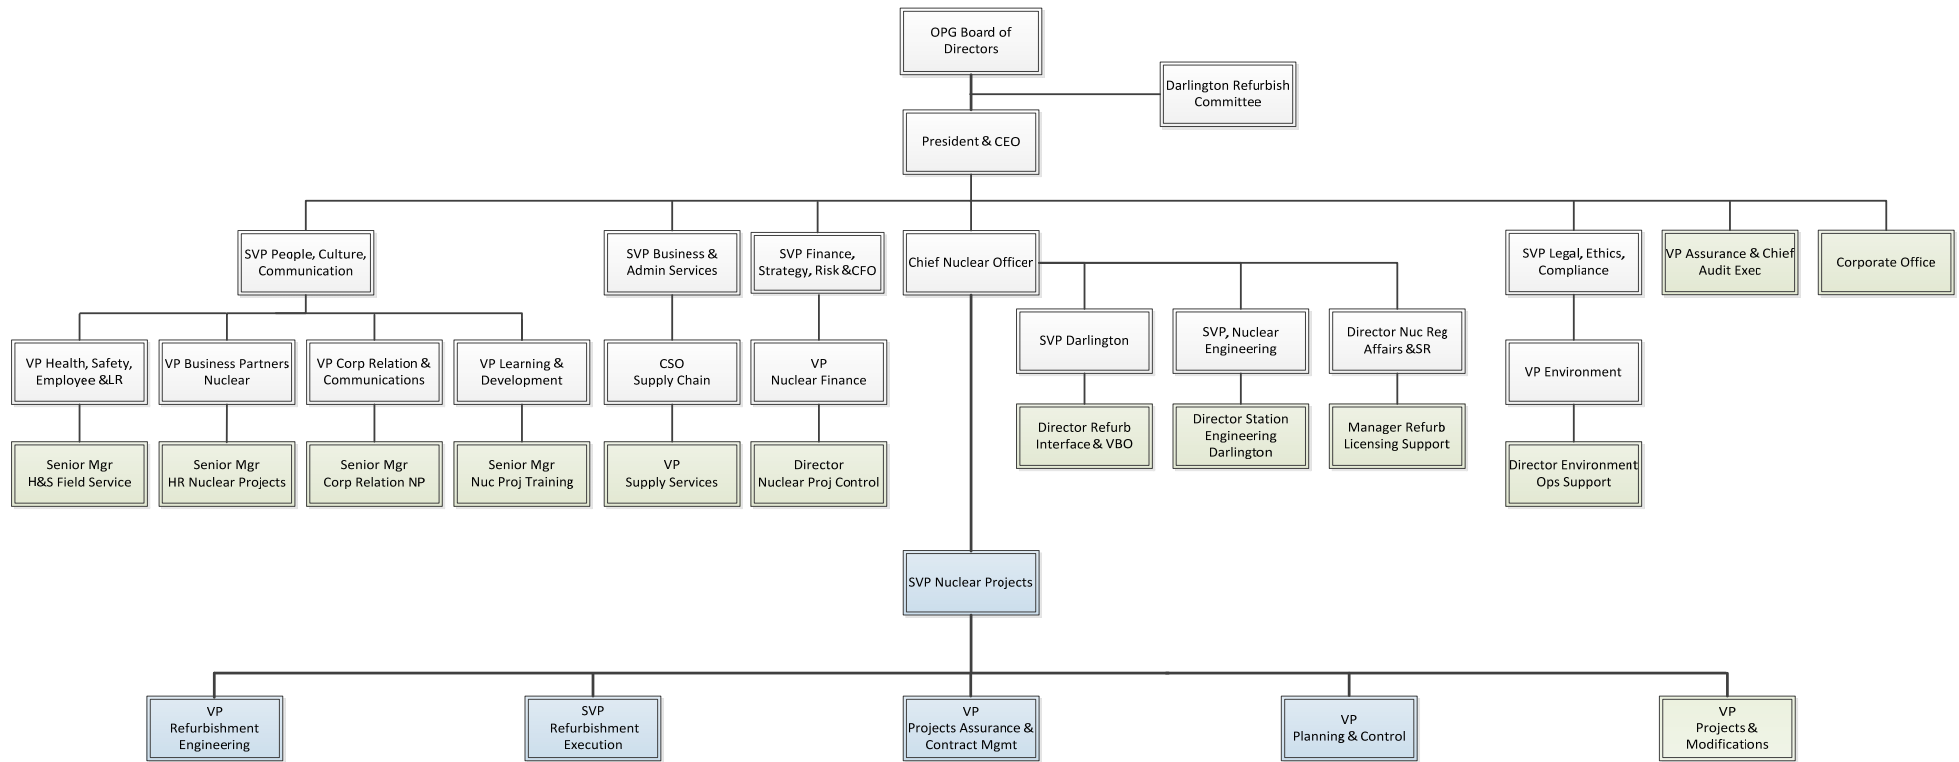 OPG Board of
Directors
Darlington Refurbish
Committee
President & CEO
SVP People, Culture,
Communication
SVP Business &
Admin Services
SVP Finance,
Strategy, Risk &CFO
Chief Nuclear Officer
SVP Legal, Ethics,
Compliance
VP Assurance & Chief
Audit Exec
Corporate Office
SVP Darlington
SVP, Nuclear
Engineering
Director Nuc Reg
Affairs &SR
VP Health, Safety,
Employee &LR
VP Business Partners
Nuclear
VP Corp Relation &
Communications
VP Learning &
Development
CSO
Supply Chain
VP
Nuclear Finance
VP Environment
Director Refurb
Interface & VBO
Director Station
Engineering
Darlington
Manager Refurb
Licensing Support
Senior Mgr
H&S Field Service
Senior Mgr
HR Nuclear Projects
Senior Mgr
Corp Relation NP
Senior Mgr
Nuc Proj Training
VP
Supply Services
Director
Nuclear Proj Control
Director Environment
Ops Support
SVP Nuclear Projects
VP
Refurbishment
Engineering
SVP
Refurbishment
Execution
VP
Projects Assurance &
Contract Mgmt
VP
Planning & Control
VP
Projects &
Modifications